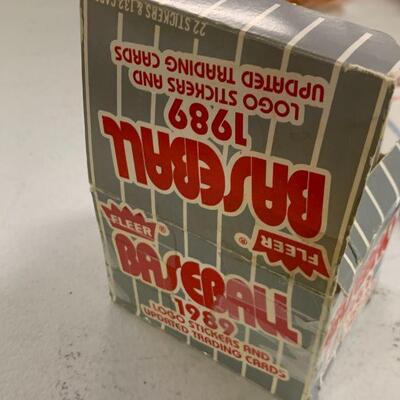 22 STICKERS & 132 CARDS
FLEER ®
BASEBALL
1989
LOGO STICKERS AND
UPDATED TRADING CARDS
FLEER ®
BASEBALL
1989
LOGO STICKERS AND
UPDATED TRADING CARDS